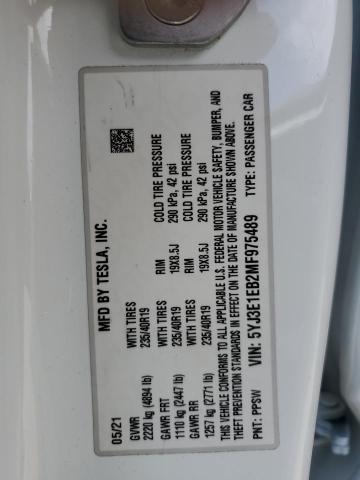 MFD BY TESLA, INC.
05/21
GVWR
2220 kg (4894 lb)
GAWR FRT WITH TIRES RIM COLD TIRE PRESSURE
1110 kg (2447 lb) 235/40R19 19X8.5J 290 kPa, 42 psi
GAWR RR WITH TIRES RIM COLD TIRE PRESSURE
1257 kg (2771 lb) 235/40R19 19X8.5J 290 kPa, 42 psi
THIS VEHICLE CONFORMS TO ALL APPLICABLE U.S. FEDERAL MOTOR VEHICLE SAFETY, BUMPER, AND
THEFT PREVENTION STANDARDS IN EFFECT ON THE DATE OF MANUFACTURE SHOWN ABOVE.
VIN: 5YJ3E1EB2MF975489
PNT: PPSW TYPE: PASSENGER CAR